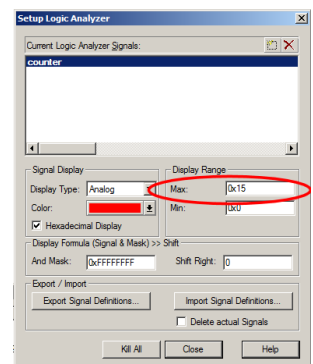 Setup Logic Analyzer
Current Logic Analyzer Signals:
counter
Signal Display
Display Range
Display Type: Analog
Max: 0x15
Color:
Min: 0x0
Hexadecimal Display
Display Formula (Signal & Mask) >> Shift
And Mask: 0xFFFFFFFF
Shift Right: 0
Export / Import
Export Signal Definitions...
Import Signal Definitions...
Delete actual Signals
Kill All
Close
Help